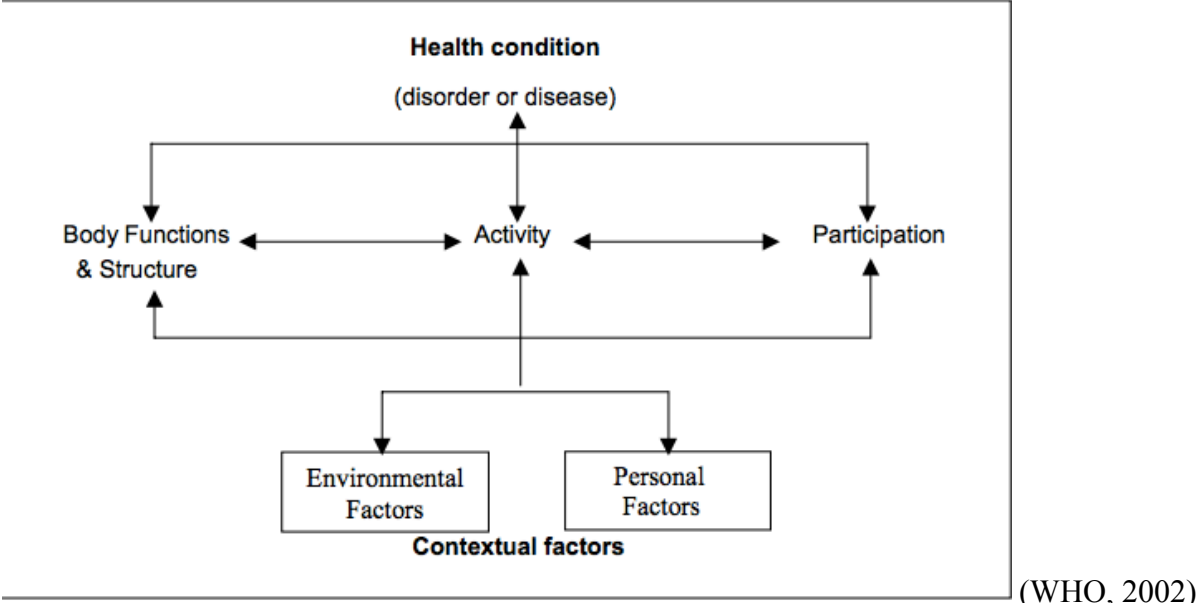 Health condition
(disorder or disease)
Body Functions
& Structure
Activity
Participation
Environmental
Factors
Personal
Factors
Contextual factors
(WHO, 2002)